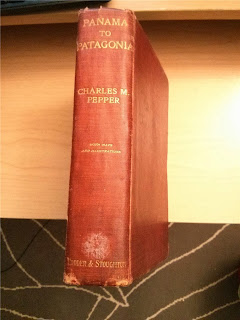 PANAMA
TO
PATAGONIA
CHARLES M.
PEPPER
WITH MAPS
AND ILLUSTRATIONS
HODDER & STOUGHTON